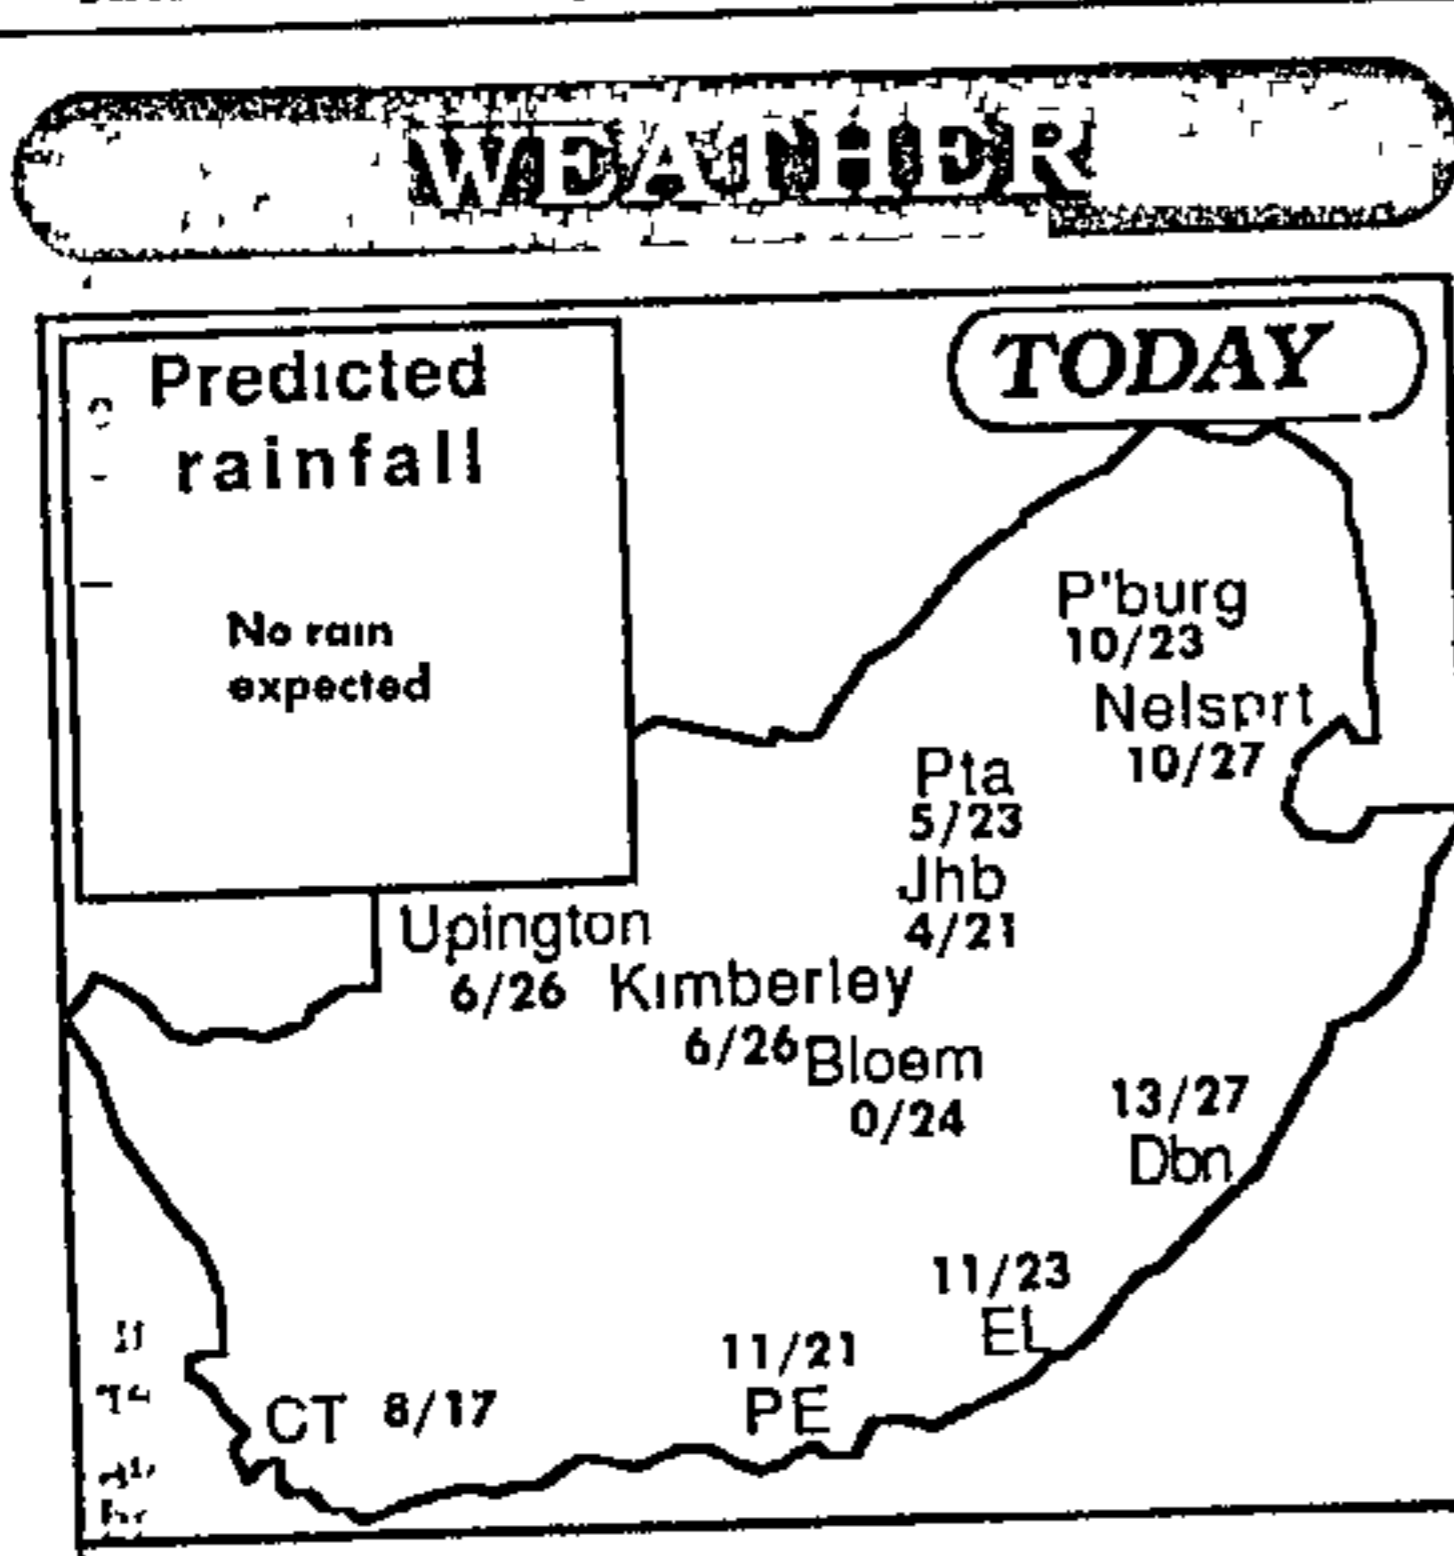 WEATHER
TODAY
Predicted
rainfall
No rain
expected
P'burg
10/23
Nelsprt
10/27
Pta
5/23
Jhb
4/21
Upington
6/26
Kimberley
6/26
Bloem
0/24
13/27
Dbn
11/23
EL
11/21
PE
CT 8/17